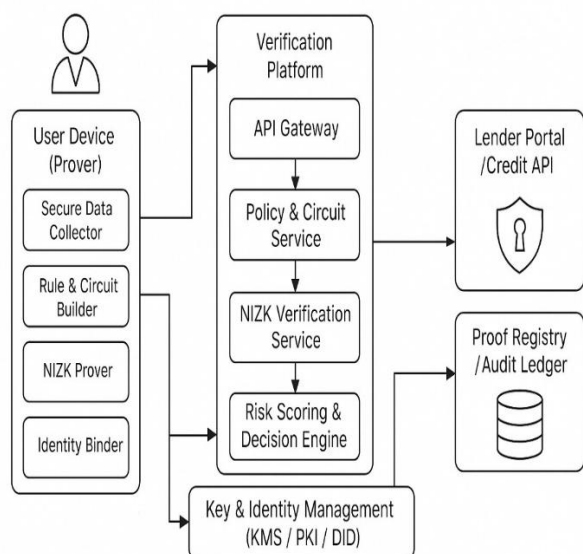 User Device
(Prover)
Secure Data
Collector
Rule & Circuit
Builder
NIZK Prover
Identity Binder
Verification
Platform
API Gateway
Policy & Circuit
Service
NIZK Verification
Service
Risk Scoring &
Decision Engine
Key & Identity Management
(KMS / PKI / DID)
Lender Portal
/Credit API
Proof Registry
/Audit Ledger